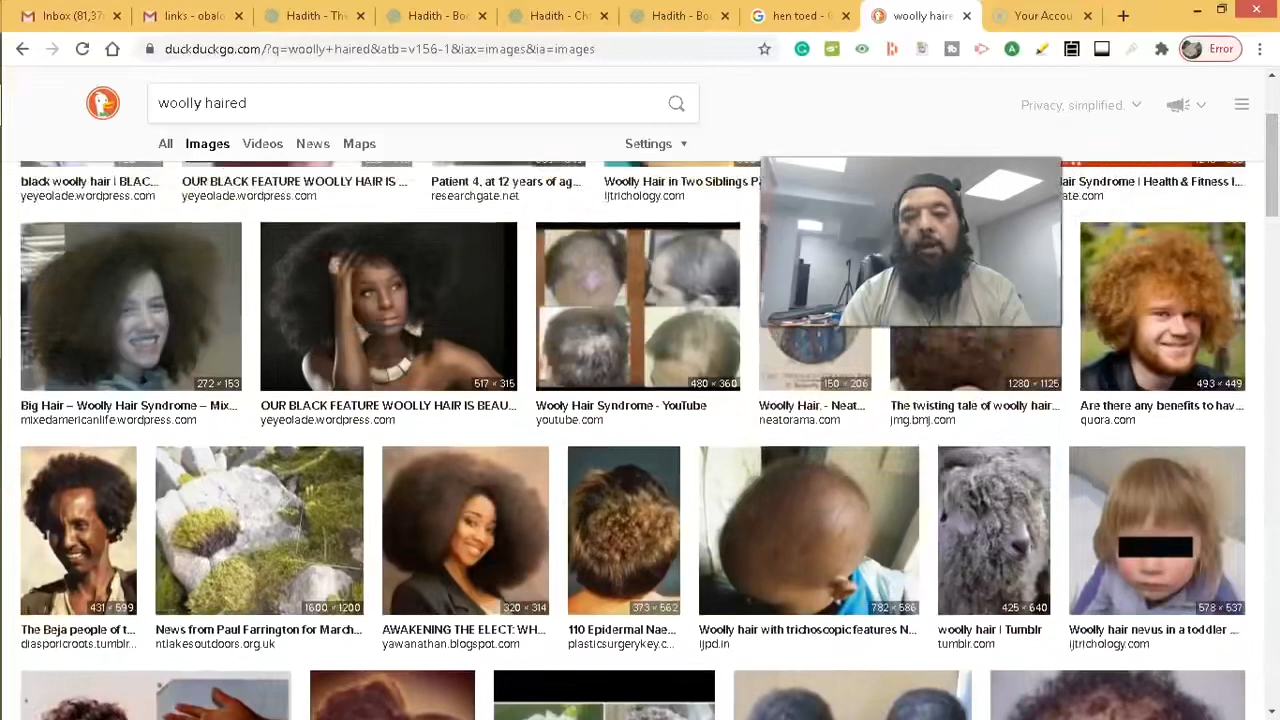 Inbox (81,37
links - obalo
Hadith - The
Hadith - Boo
Hadith - Cha
Hadith - Boo
hen toed - G
woolly haire
Your Accou
duckduckgo.com/?q=woolly+haired&atb=v156-1&iax=images&ia=images
Error
woolly haired
Privacy, simplified.
All Images Videos News Maps
Settings
black woolly hair | BLAC...
OUR BLACK FEATURE WOOLLY HAIR IS ...
Patient 4, at 12 years of ag...
Woolly Hair in Two Siblings
air Syndrome | Health & Fitness I...
yeyeolade.wordpress.com
yeyeolade.wordpress.com
researchgate.net
ijtrichology.com
ate.com
272 × 153
517 × 315
480 × 360
150 × 206
1280 × 1125
493 × 449
Big Hair – Woolly Hair Syndrome – Mix...
OUR BLACK FEATURE WOOLLY HAIR IS BEAU...
Wooly Hair Syndrome - YouTube
Woolly Hair. - Neat...
The twisting tale of woolly hair...
Are there any benefits to hav...
mixedamericanlife.wordpress.com
yeyeolade.wordpress.com
youtube.com
neatorama.com
jmg.bmj.com
quora.com
431 × 599
1600 × 1200
320 × 314
373 × 562
782 × 586
425 × 640
578 × 537
The Beja people of t...
News from Paul Farrington for March...
AWAKENING THE ELECT: WH...
110 Epidermal Nae...
Woolly hair with trichoscopic features N...
woolly hair | Tumblr
Woolly hair nevus in a toddler ...
diasporicroots.tumblr...
ntlakesoutdoors.org.uk
yawanathan.blogspot.com
plasticsurgerykey.c...
ijpd.in
tumblr.com
ijtrichology.com